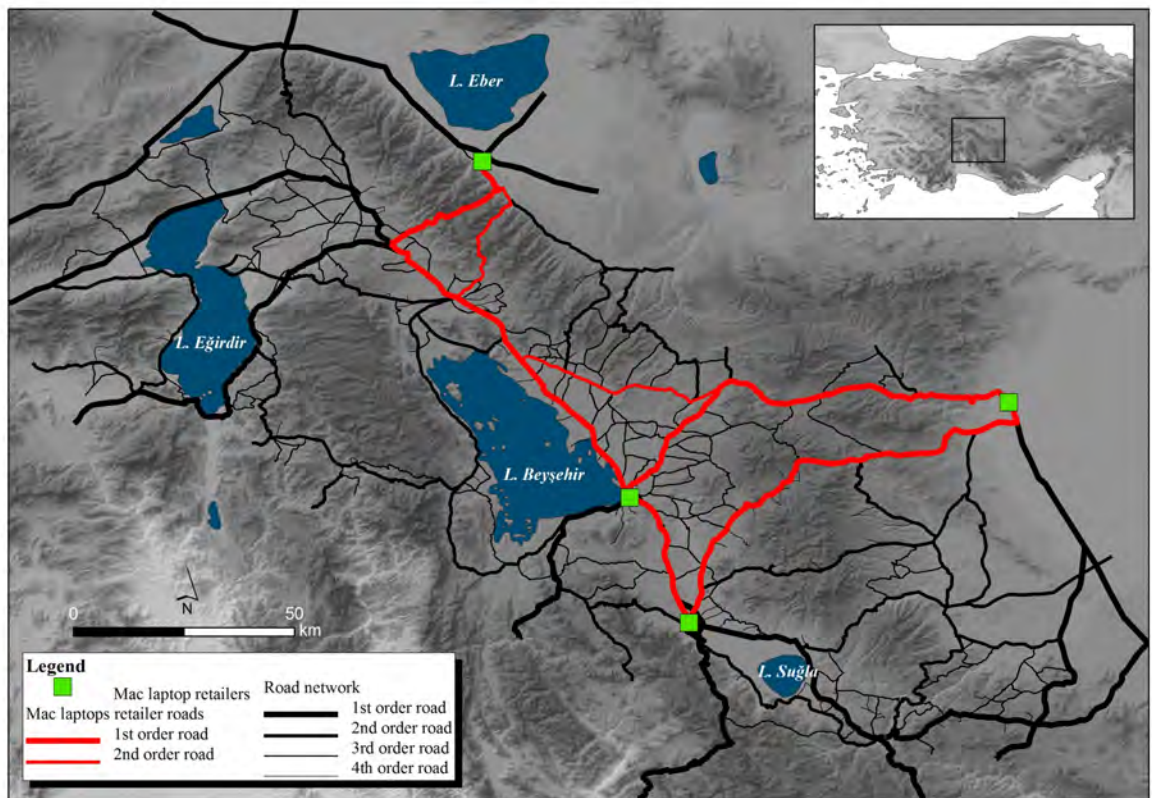 L. Eber
L. Eğirdir
L. Beyşehir
L. Suğla
N
0
50
km
Legend
Mac laptop retailers
Mac laptops retailer roads
1st order road
2nd order road
Road network
1st order road
2nd order road
3rd order road
4th order road